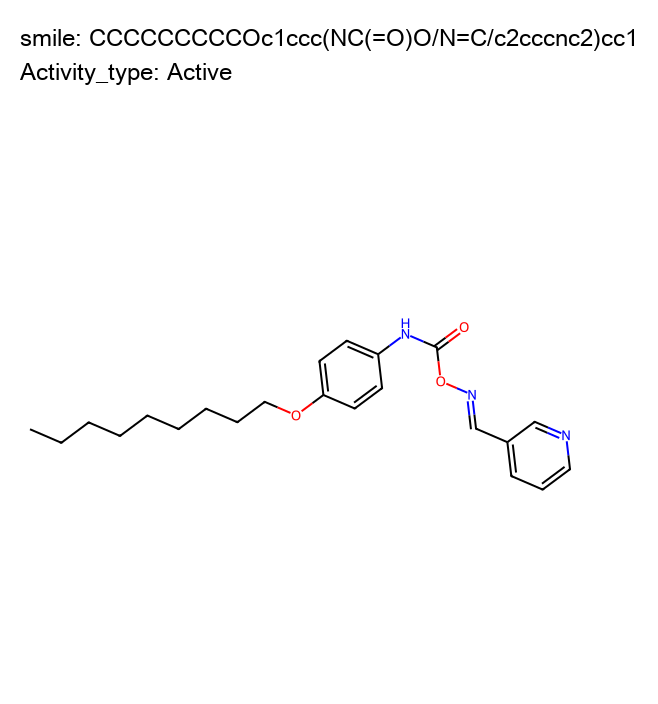 smile: CCCCCCCCCOc1ccc(NC(=O)O/N=C/c2cccnc2)cc1
Activity_type: Active
H
N
O
O
N
N
O